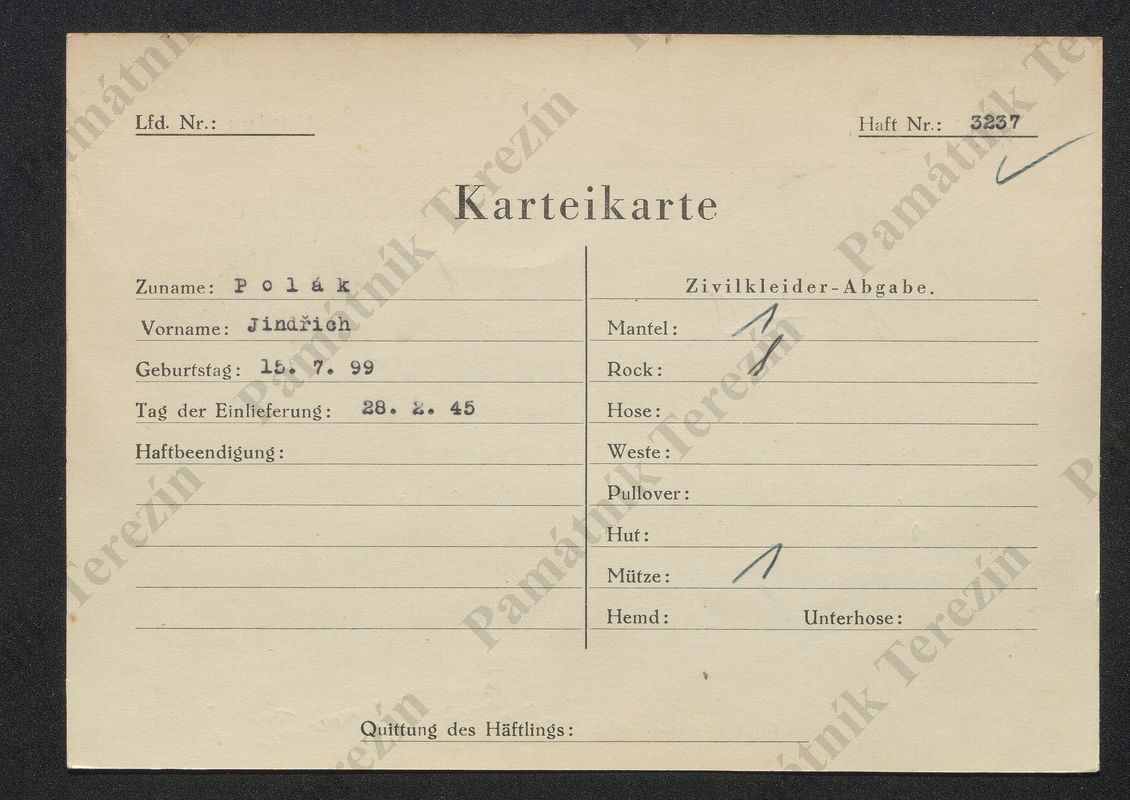 Lfd. Nr.:
Haft Nr.: 3237
Karteikarte
Zuname: Polák
Vorname: Jindřich
Geburtstag: 15. 7. 99
Tag der Einlieferung: 28. 2. 45
Haftbeendigung:
Zivilkleider-Abgabe.
Mantel: 1
Rock: 1
Hose:
Weste:
Pullover:
Hut:
Mütze: 1
Hemd: Unterhose:
Quittung des Häftlings:
Památník Terezín